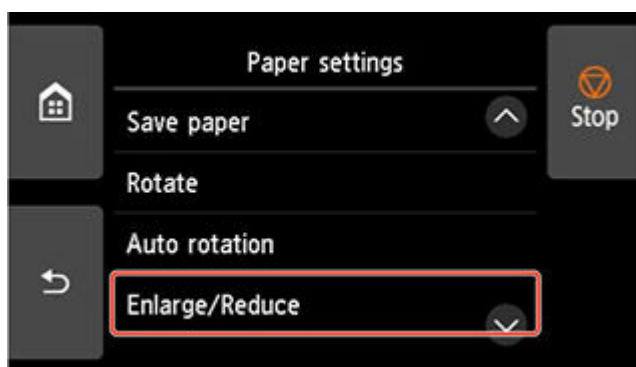 Paper settings
Stop
Save paper
Rotate
Auto rotation
Enlarge/Reduce